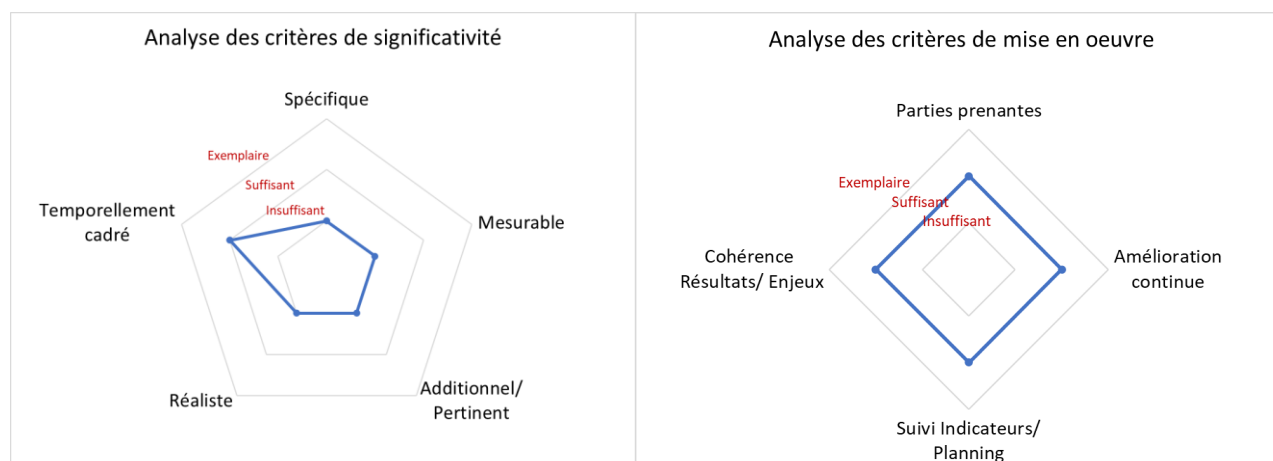 Analyse des critères de significativité
Spécifique
Exemplaire
Suffisant
Insuffisant
Temporellement
cadré
Mesurable
Réaliste
Additionnel/
Pertinent
Analyse des critères de mise en oeuvre
Parties prenantes
Exemplaire
Suffisant
Insuffisant
Cohérence
Résultats/ Enjeux
Amélioration
continue
Suivi Indicateurs/
Planning